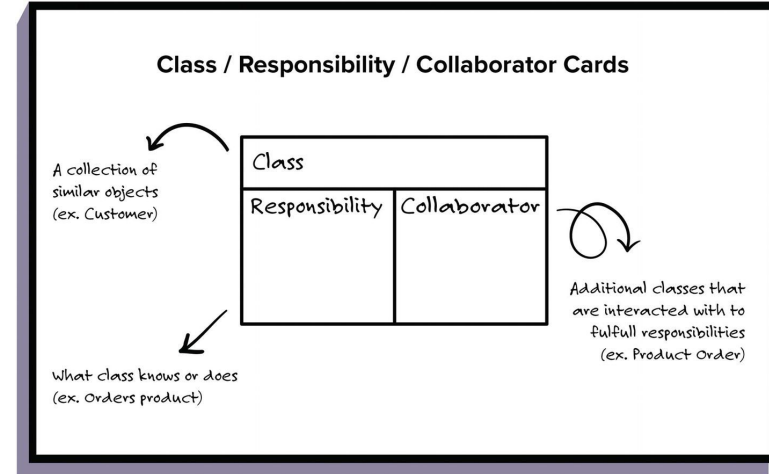 Class / Responsibility / Collaborator Cards
A collection of
similar objects
(ex. Customer)
Class
Responsibility
Collaborator
Additional classes that
are interacted with to
fulfull responsibilities
(ex. Product Order)
What class knows or does
(ex. Orders product)